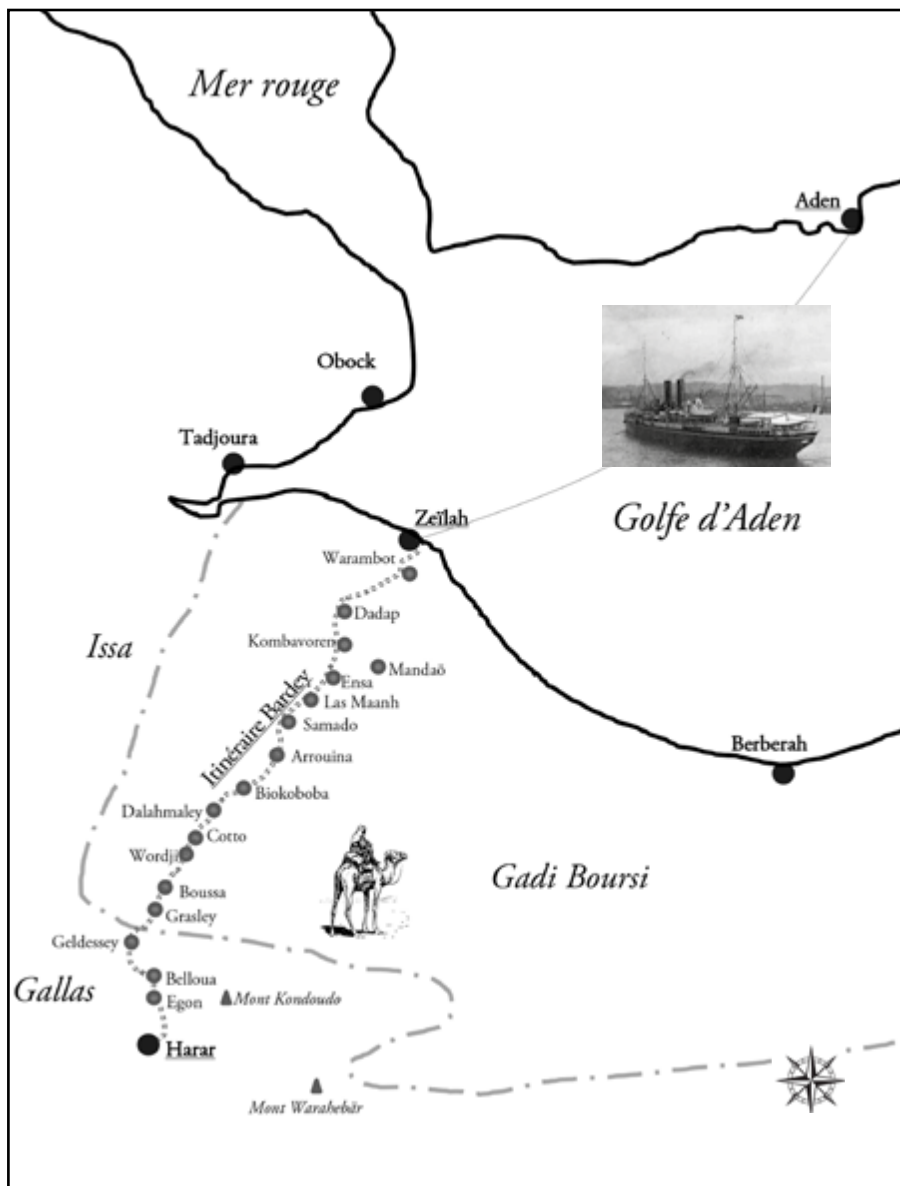 Mer rouge
Aden
Obock
Tadjoura
Golfe d'Aden
Zeïlah
Warambot
Dadap
Issa
Kombavoren
Mandaö
Ensa
Itinéraire Bardey
Las Maanh
Samado
Berberah
Arrouina
Biokoboba
Dalahmaley
Cotto
Wordji
Gadi Boursi
Boussa
Grasley
Geldessey
Belloua
Gallas
Egon
Mont Kondoudo
Harar
Mont Warahebär